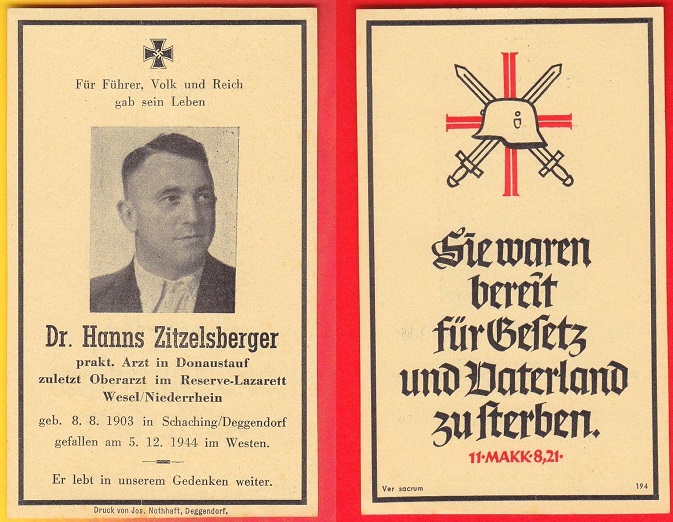 Für Führer, Volk und Reich
gab sein Leben
Dr. Hanns Zitzelsberger
prakt. Arzt in Donaustauf
zuletzt Oberarzt im Reserve-Lazarett
Wesel/Niederrhein
geb. 8. 8. 1903 in Schaching/Deggendorf
gefallen am 5. 12. 1944 im Westen.
Er lebt in unserem Gedenken weiter.
Druck von Jos. Nothhaft, Deggendorf.
Sie waren
bereit
für Gesetz
und Vaterland
zu sterben.
11·MAKK·8,21·
Ver sacrum
194